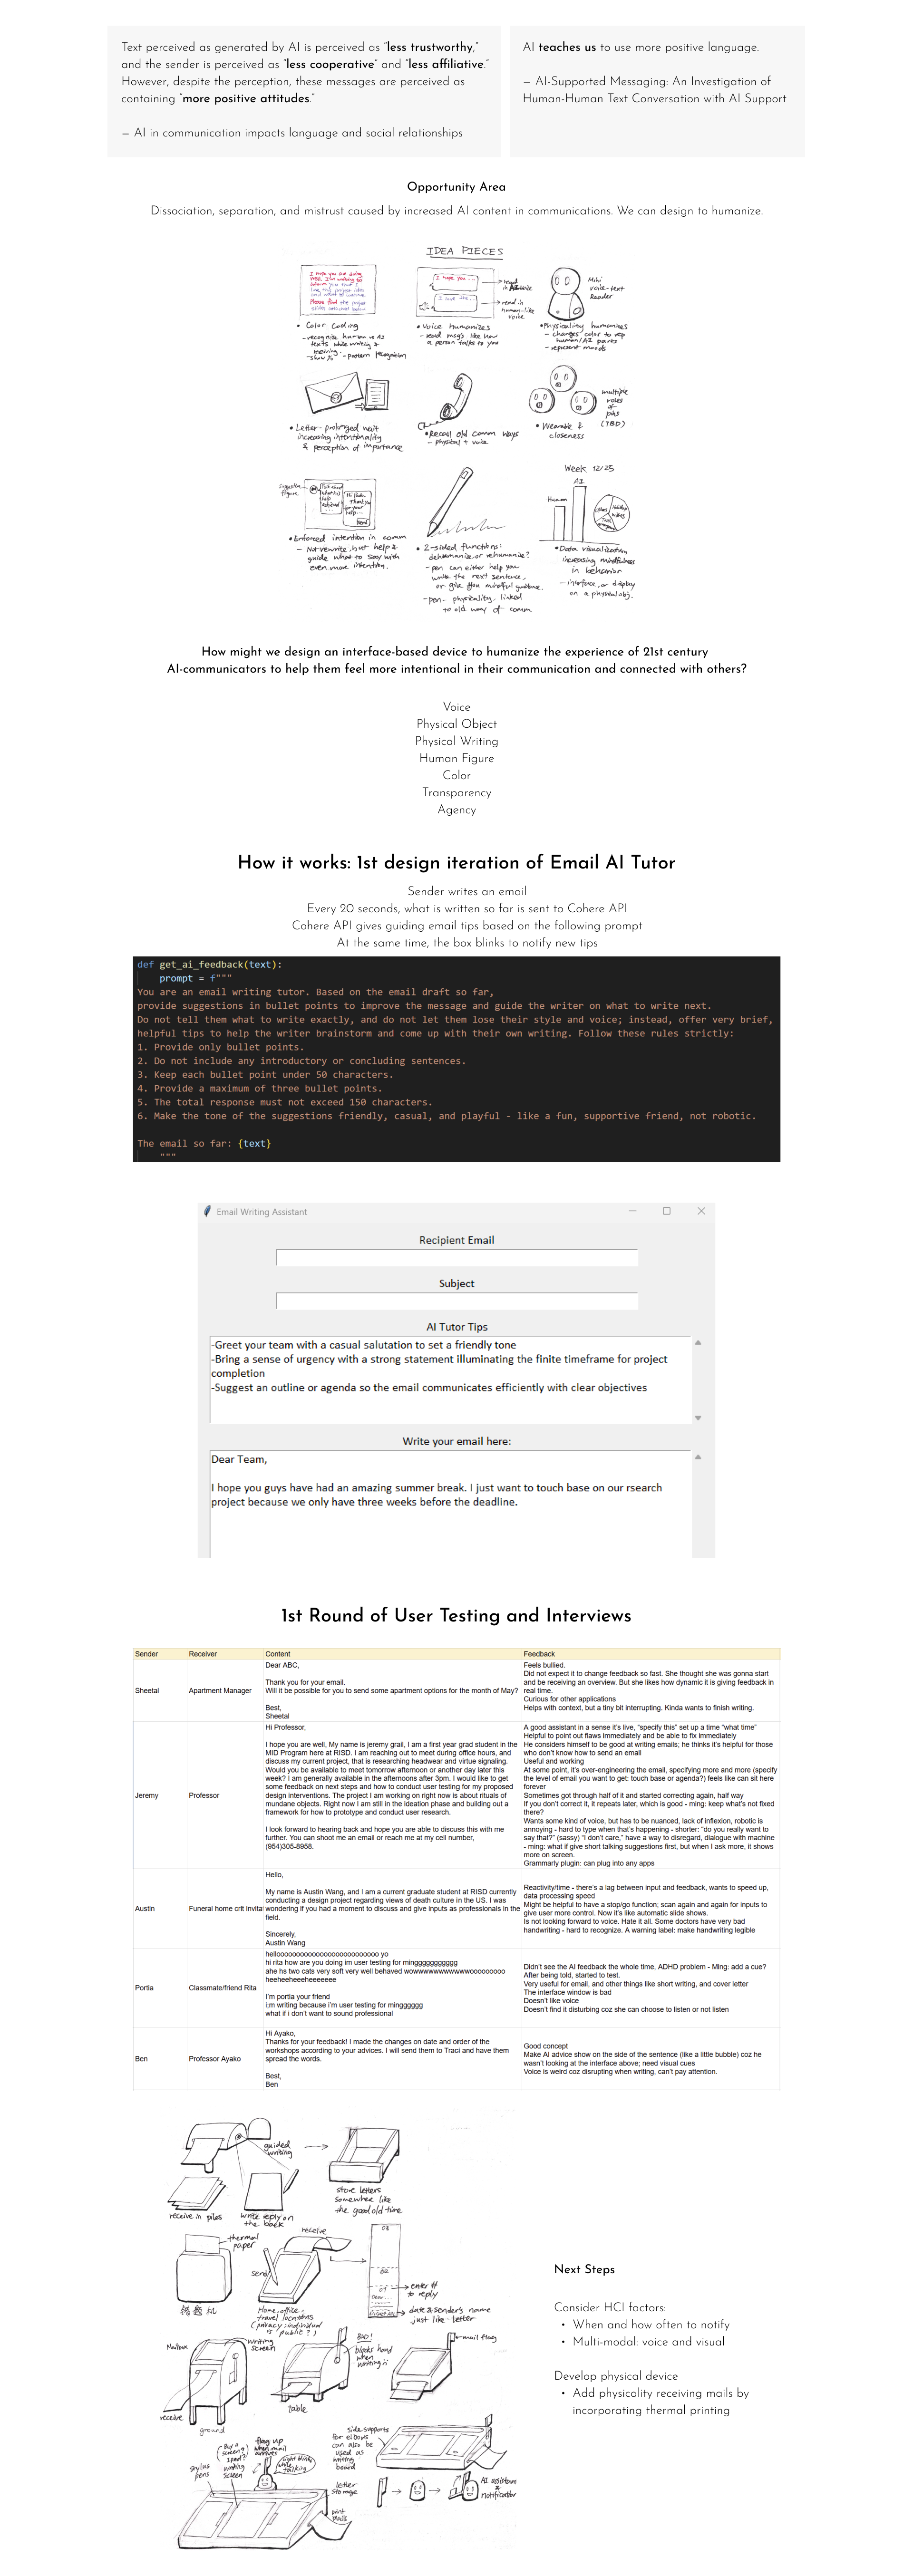 Text perceived as generated by AI is perceived as “less trustworthy,”
and the sender is perceived as “less cooperative” and “less affiliative.”
However, despite the perception, these messages are perceived as
containing “more positive attitudes.”
— AI in communication impacts language and social relationships
AI teaches us to use more positive language.
— AI-Supported Messaging: An Investigation of
Human-Human Text Conversation with AI Support
Opportunity Area
Dissociation, separation, and mistrust caused by increased AI content in communications. We can design to humanize.
IDEA PIECES
• Color Coding
• Voice Humanizes
- read msgs like how
a person talks to you
read in
human-like
voice
Miki
voice-text
Reader
• Physicality humanizes
- changes color to rep
human/AI parts
- represent moods
• Letter- prolonged wait
increasing intentionality
& perception of importance
• Recall old comm ways
- physical + voice
• Wearable &
closeness
multiple
roles
of
pins
(TBD)
• Enforced intention in comm
- Not rewrite, but help &
guide what to say with
even more intention.
• 2-sided functions:
dehumanize or rehumanize?
- pen can either help you
write the next sentence,
or give you mindful guidance.
- pen- physicality, linked
to old way of comm
Week 12/25
AI
Human
• Data visualization
increasing mindfulness
in behavior
- interface, or display
on a physical obj.
How might we design an interface-based device to humanize the experience of 21st century
AI-communicators to help them feel more intentional in their communication and connected with others?
Voice
Physical Object
Physical Writing
Human Figure
Color
Transparency
Agency
How it works: 1st design iteration of Email AI Tutor
Sender writes an email
Every 20 seconds, what is written so far is sent to Cohere API
Cohere API gives guiding email tips based on the following prompt
At the same time, the box blinks to notify new tips
def get_ai_feedback(text):
prompt = f"""
You are an email writing tutor. Based on the email draft so far,
provide suggestions in bullet points to improve the message and guide the writer on what to write next.
Do not tell them what to write exactly, and do not let them lose their style and voice; instead, offer very brief,
helpful tips to help the writer brainstorm and come up with their own writing. Follow these rules strictly:
1. Provide only bullet points.
2. Do not include any introductory or concluding sentences.
3. Keep each bullet point under 50 characters.
4. Provide a maximum of three bullet points.
5. The total response must not exceed 150 characters.
6. Make the tone of the suggestions friendly, casual, and playful - like a fun, supportive friend, not robotic.
The email so far: {text}
"""
Email Writing Assistant
Recipient Email
Subject
AI Tutor Tips
-Greet your team with a casual salutation to set a friendly tone
-Bring a sense of urgency with a strong statement illuminating the finite timeframe for project
completion
-Suggest an outline or agenda so the email communicates efficiently with clear objectives
Write your email here:
Dear Team,
I hope you guys have had an amazing summer break. I just want to touch base on our rsearch
project because we only have three weeks before the deadline.
1st Round of User Testing and Interviews
Sender Receiver Content Feedback
Sheetal
Apartment Manager
Dear ABC,
Thank you for your email.
Will it be possible for you to send some apartment options for the month of May?
Best,
Sheetal
Feels bullied.
Did not expect it to change feedback so fast. She thought she was gonna start
and be receiving an overview. But she likes how dynamic it is giving feedback in
real time.
Curious for other applications
Helps with context, but a tiny bit interrupting. Kinda wants to finish writing.
Jeremy
Professor
Hi Professor,
I hope you are well, My name is jeremy grail, I am a first year grad student in the
MID Program here at RISD. I am reaching out to meet during office hours, and
discuss my current project, that is researching headwear and virtue signaling.
Would you be available to meet tomorrow afternoon or another day later this
week? I am generally available in the afternoons after 3pm. I would like to get
some feedback on next steps and how to conduct user testing for my proposed
design interventions. The project I am working on right now is about rituals of
mundane objects. Right now I am still in the ideation phase and building out a
framework for how to prototype and conduct user research.
I look forward to hearing back and hope you are able to discuss this with me
further. You can shoot me an email or reach me at my cell number,
(954)305-8958.
A good assistant in a sense it’s live, “specify this” set up a time “what time”
Helpful to point out flaws immediately and be able to fix immediately
He considers himself to be good at writing emails; he thinks it’s helpful for those
who don’t know how to send an email
Useful and working
At some point, it’s over-engineering the email, specifying more and more (specify
the level of email you want to get: touch base or agenda?) feels like can sit here
forever
Sometimes got through half of it and started correcting again, half way
If you don’t correct it, it repeats later, which is good - ming: keep what’s not fixed
there?
Wants some kind of voice, but has to be nuanced, lack of inflexion, robotic is
annoying - hard to type when that’s happening - shorter: “do you really want to
say that?” (sassy) “I don’t care,” have a way to disregard, dialogue with machine
- ming: what if give short talking suggestions first, but when I ask more, it shows
more on screen.
Grammarly plugin: can plug into any apps
Austin
Funeral home crit invitat
Hello,
My name is Austin Wang, and I am a current graduate student at RISD currently
conducting a design project regarding views of death culture in the US. I was
wondering if you had a moment to discuss and give inputs as professionals in the
field.
Sincerely,
Austin Wang
Reactivity/time - there’s a lag between input and feedback, wants to speed up,
data processing speed
Might be helpful to have a stop/go function; scan again and again for inputs to
give user more control. Now it’s like automatic slide shows.
Is not looking forward to voice. Hate it all. Some doctors have very bad
handwriting - hard to recognize. A warning label: make handwriting legible
Portia
Classmate/friend Rita
helloooooooooooooooooooooooooo yo
hi rita how are you doing im user testing for minggggggggggg
ahe hs two cats very soft very well behaved wowwwwwwwwwwooooooooo
heeheeheeeheeeeeee
I’m portia your friend
I;m writing because i’m user testing for mingggggg
what if i don’t want to sound professional
Didn’t see the AI feedback the whole time, ADHD problem - Ming: add a cue?
After being told, started to test.
Very useful for email, and other things like short writing, and cover letter
The interface window is bad
Doesn’t like voice
Doesn’t find it disturbing coz she can choose to listen or not listen
Ben
Professor Ayako
Hi Ayako,
Thanks for your feedback! I made the changes on date and order of the
workshops according to your advices. I will send them to Traci and have them
spread the words.
Best,
Ben
Good concept
Make AI advice show on the side of the sentence (like a little bubble) coz he
wasn’t looking at the interface above; need visual cues
Voice is weird coz disrupting when writing, can’t pay attention.
guided
writing
receive in piles
write reply on
the back
store letters
somewhere like
the good old time
thermal
paper
receive
send
Home, office,
travel locations
(privacy: individual
is public?)
03
02
01
enter #
to reply
date & sender's name
just like letter
Mailbox
writing
screen
receive
ground
BAD!
blocks hand
when
writing
table
mail flag
stylus
pens
writing
screen
flag up
when mail
arrives
light blinks
while
talking
side supports
for elbows
can also be
used as
writing
board
letter
storage
print
mails
AI assistant
notification
Next Steps
Consider HCI factors:
• When and how often to notify
• Multi-modal: voice and visual
Develop physical device
• Add physicality receiving mails by
incorporating thermal printing